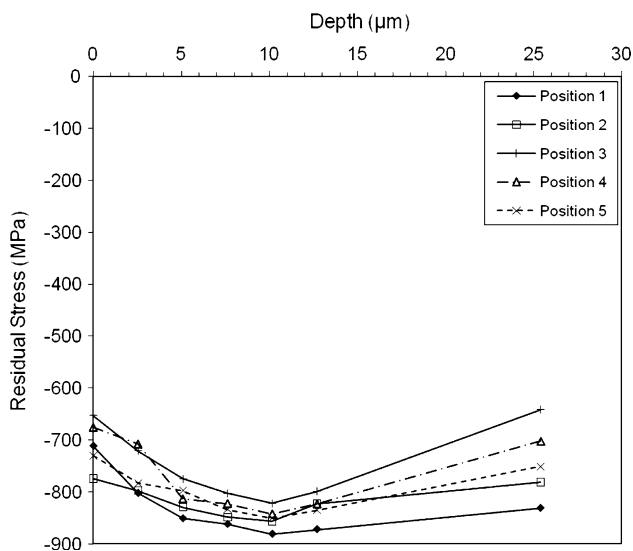 Depth (µm)
0 5 10 15 20 25 30
0
-100
-200
-300
-400
-500
-600
-700
-800
-900
Residual Stress (MPa)
Position 1
Position 2
Position 3
Position 4
Position 5